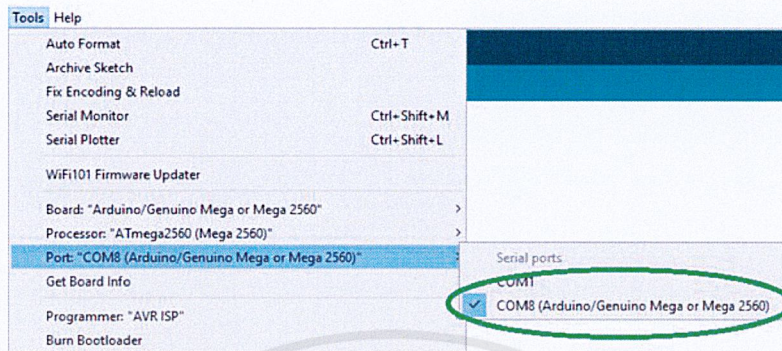 Tools Help
Auto Format Ctrl+T
Archive Sketch
Fix Encoding & Reload
Serial Monitor Ctrl+Shift+M
Serial Plotter Ctrl+Shift+L
WiFi101 Firmware Updater
Board: "Arduino/Genuino Mega or Mega 2560"
Processor: "ATmega2560 (Mega 2560)"
Port: "COM8 (Arduino/Genuino Mega or Mega 2560)"
Serial ports
Get Board Info
COM1
COM8 (Arduino/Genuino Mega or Mega 2560)
Programmer: "AVR ISP"
Burn Bootloader